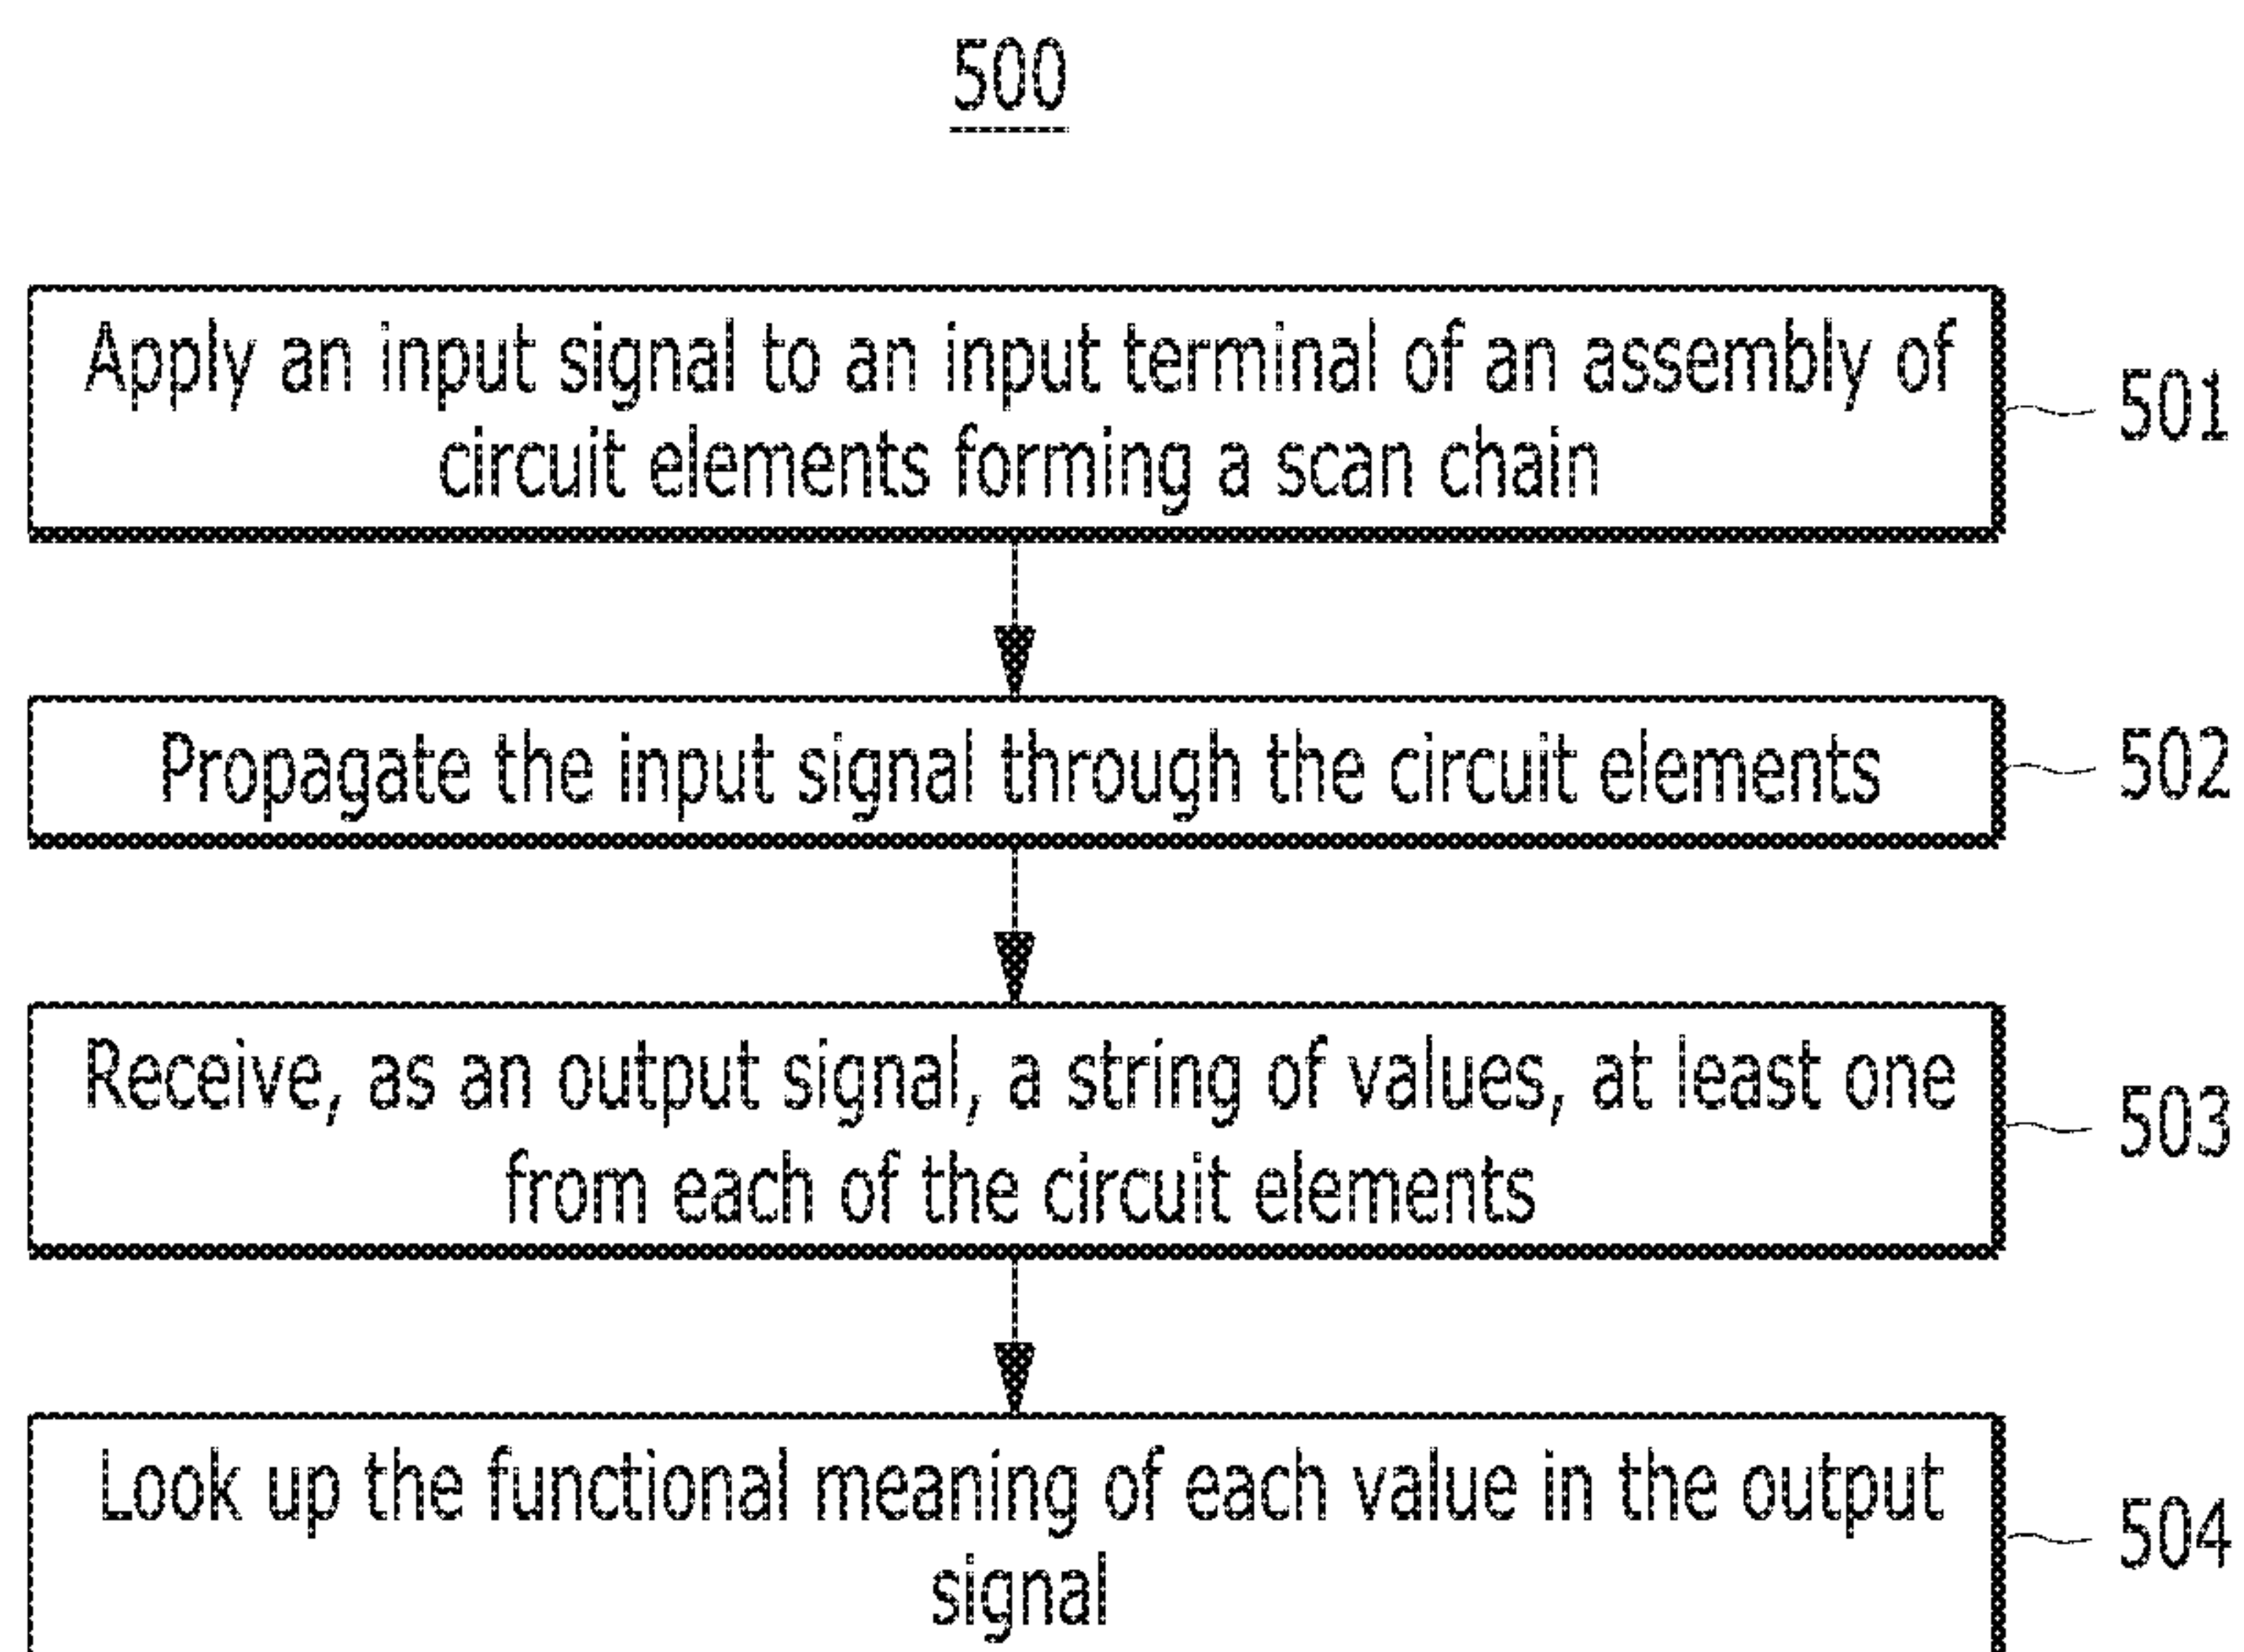 500
Apply an input signal to an input terminal of an assembly of
circuit elements forming a scan chain
501
Propagate the input signal through the circuit elements
502
Receive, as an output signal, a string of values, at least one
from each of the circuit elements
503
Look up the functional meaning of each value in the output
signal
504